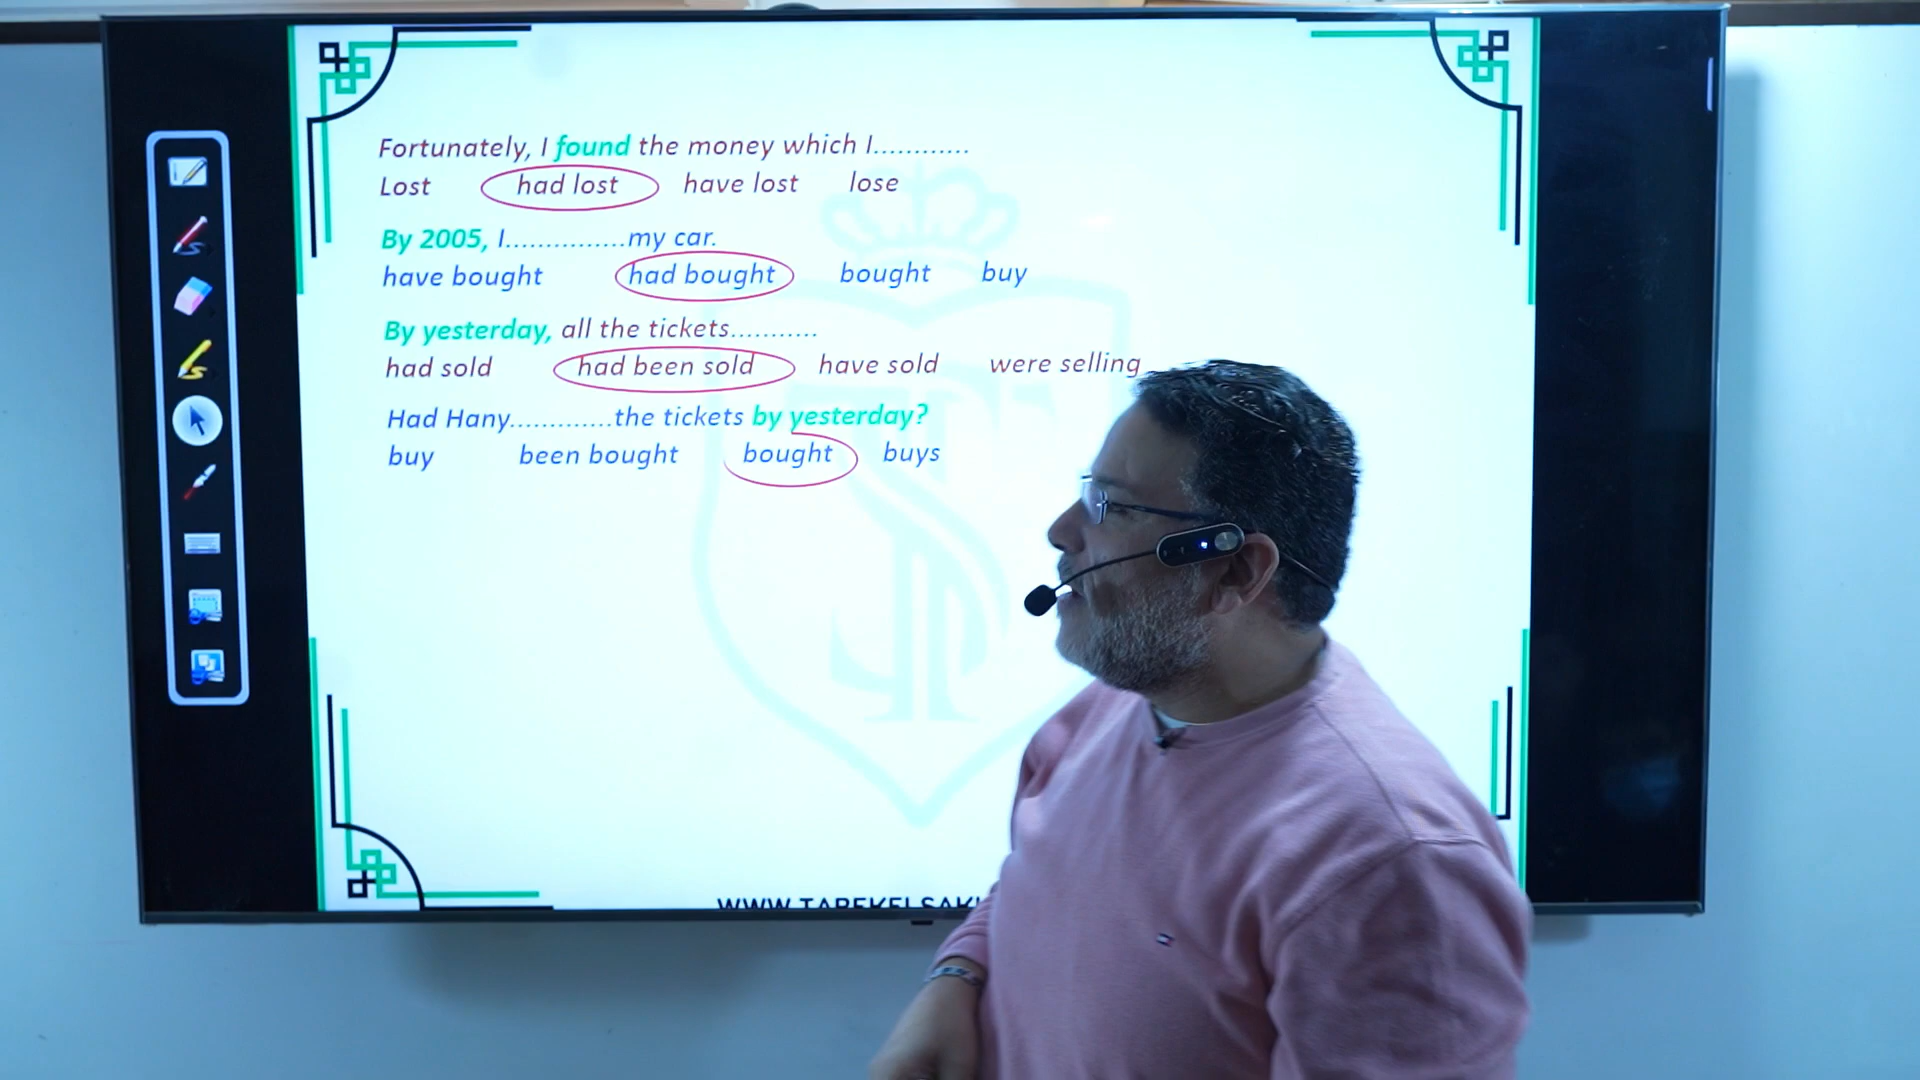 Fortunately, I found the money which I............
Lost had lost have lost lose
By 2005, I...............my car.
have bought had bought bought buy
By yesterday, all the tickets...........
had sold had been sold have sold were selling
Had Hany.............the tickets by yesterday?
buy been bought bought buys